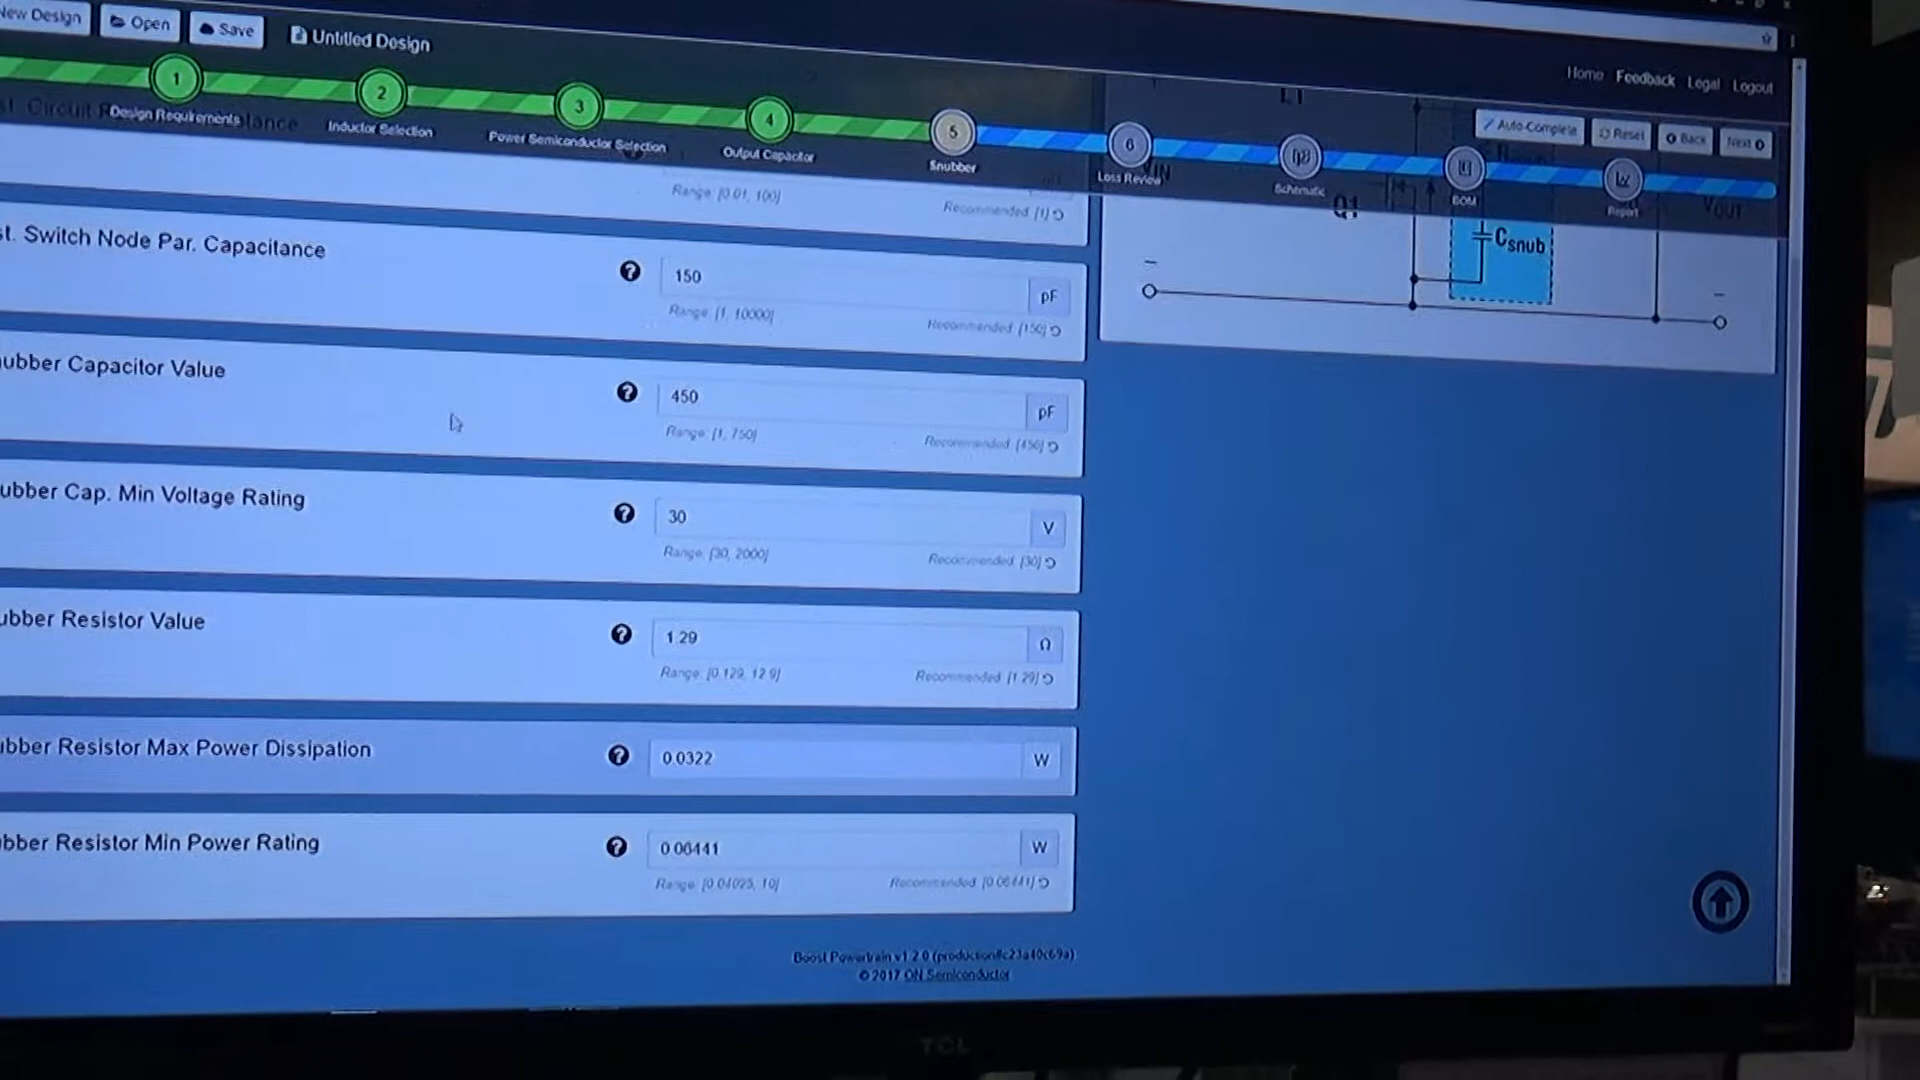 New Design
Open
Save
Untitled Design
Home Feedback Legal Logout
1
2
3
4
5
6
Design Requirements
Inductor Selection
Power Semiconductor Selection
Output Capacitor
Snubber
Loss Review
Schematic
BOM
Report
Auto-Complete
Reset
Back
Next
L1
Q1
VIN
VOUT
Csnub
Range: [0.01, 100]
Recommended: [1]
st. Switch Node Par. Capacitance
150
pF
Range: [1, 10000]
Recommended: [150]
ubber Capacitor Value
450
pF
Range: [1, 750]
Recommended: [450]
ubber Cap. Min Voltage Rating
30
V
Range: [30, 2000]
Recommended: [30]
ubber Resistor Value
1.29
Ω
Range: [0.129, 12.9]
Recommended: [1.29]
ubber Resistor Max Power Dissipation
0.0322
W
ubber Resistor Min Power Rating
0.06441
W
Range: [0.04025, 10]
Recommended: [0.06441]
Boost Powertrain v1.2.0 (production#c23a40c69a)
© 2017 ON Semiconductor
TCL